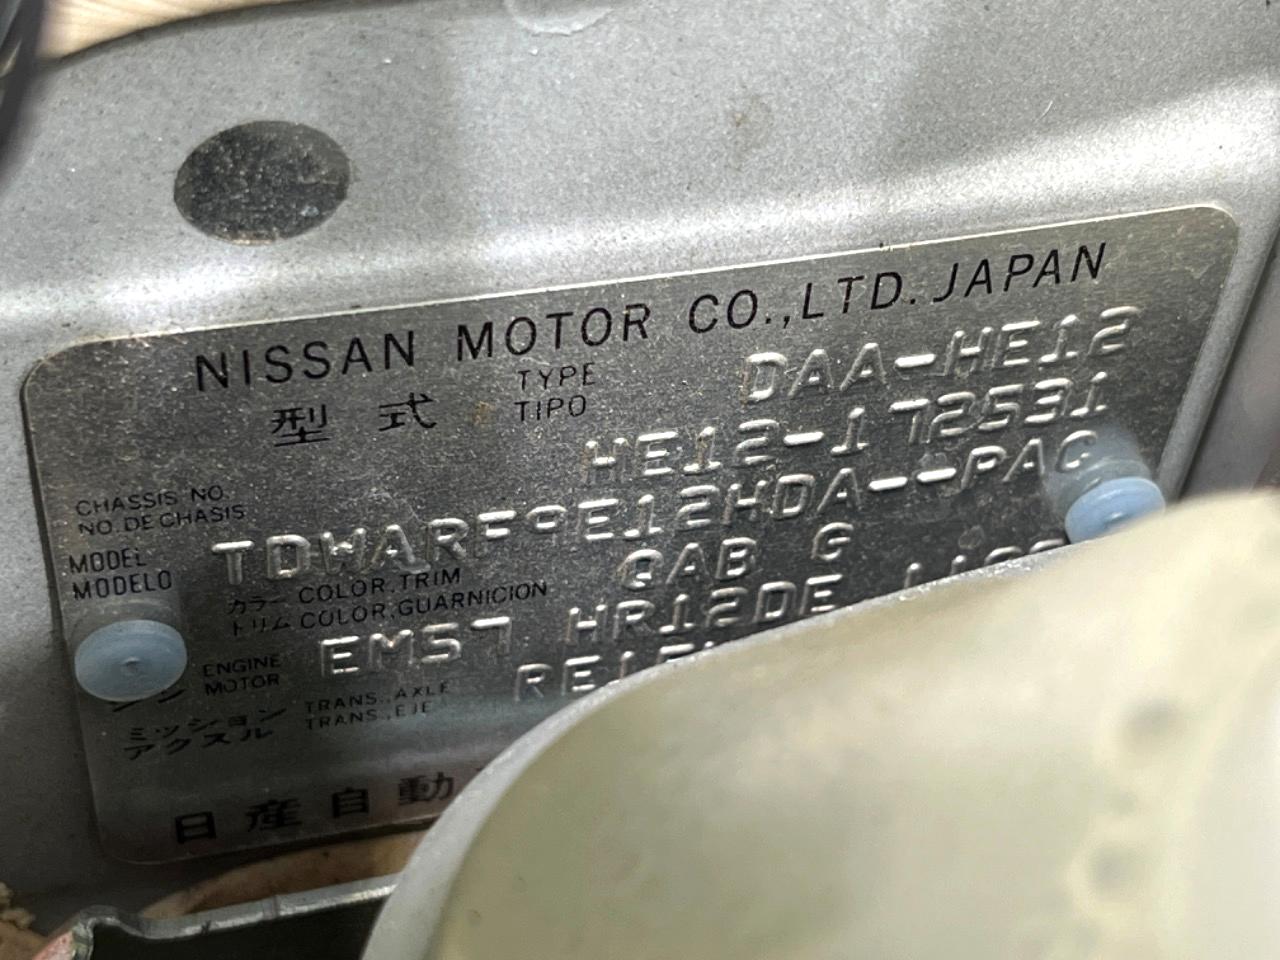 NISSAN MOTOR CO.,LTD. JAPAN
型式 TYPE TIPO DAA-HE12
CHASSIS NO.
NO. DE CHASIS
HE12-172531
MODEL
MODELO
TDWARF9E12HDA--PAC
カラー COLOR, TRIM
トリム COLOR, GUARNICION
QAB G
ENGINE
MOTOR
EM57 HR12DE
ミッション TRANS., AXLE
アクスル TRANS., EJE
日産自動